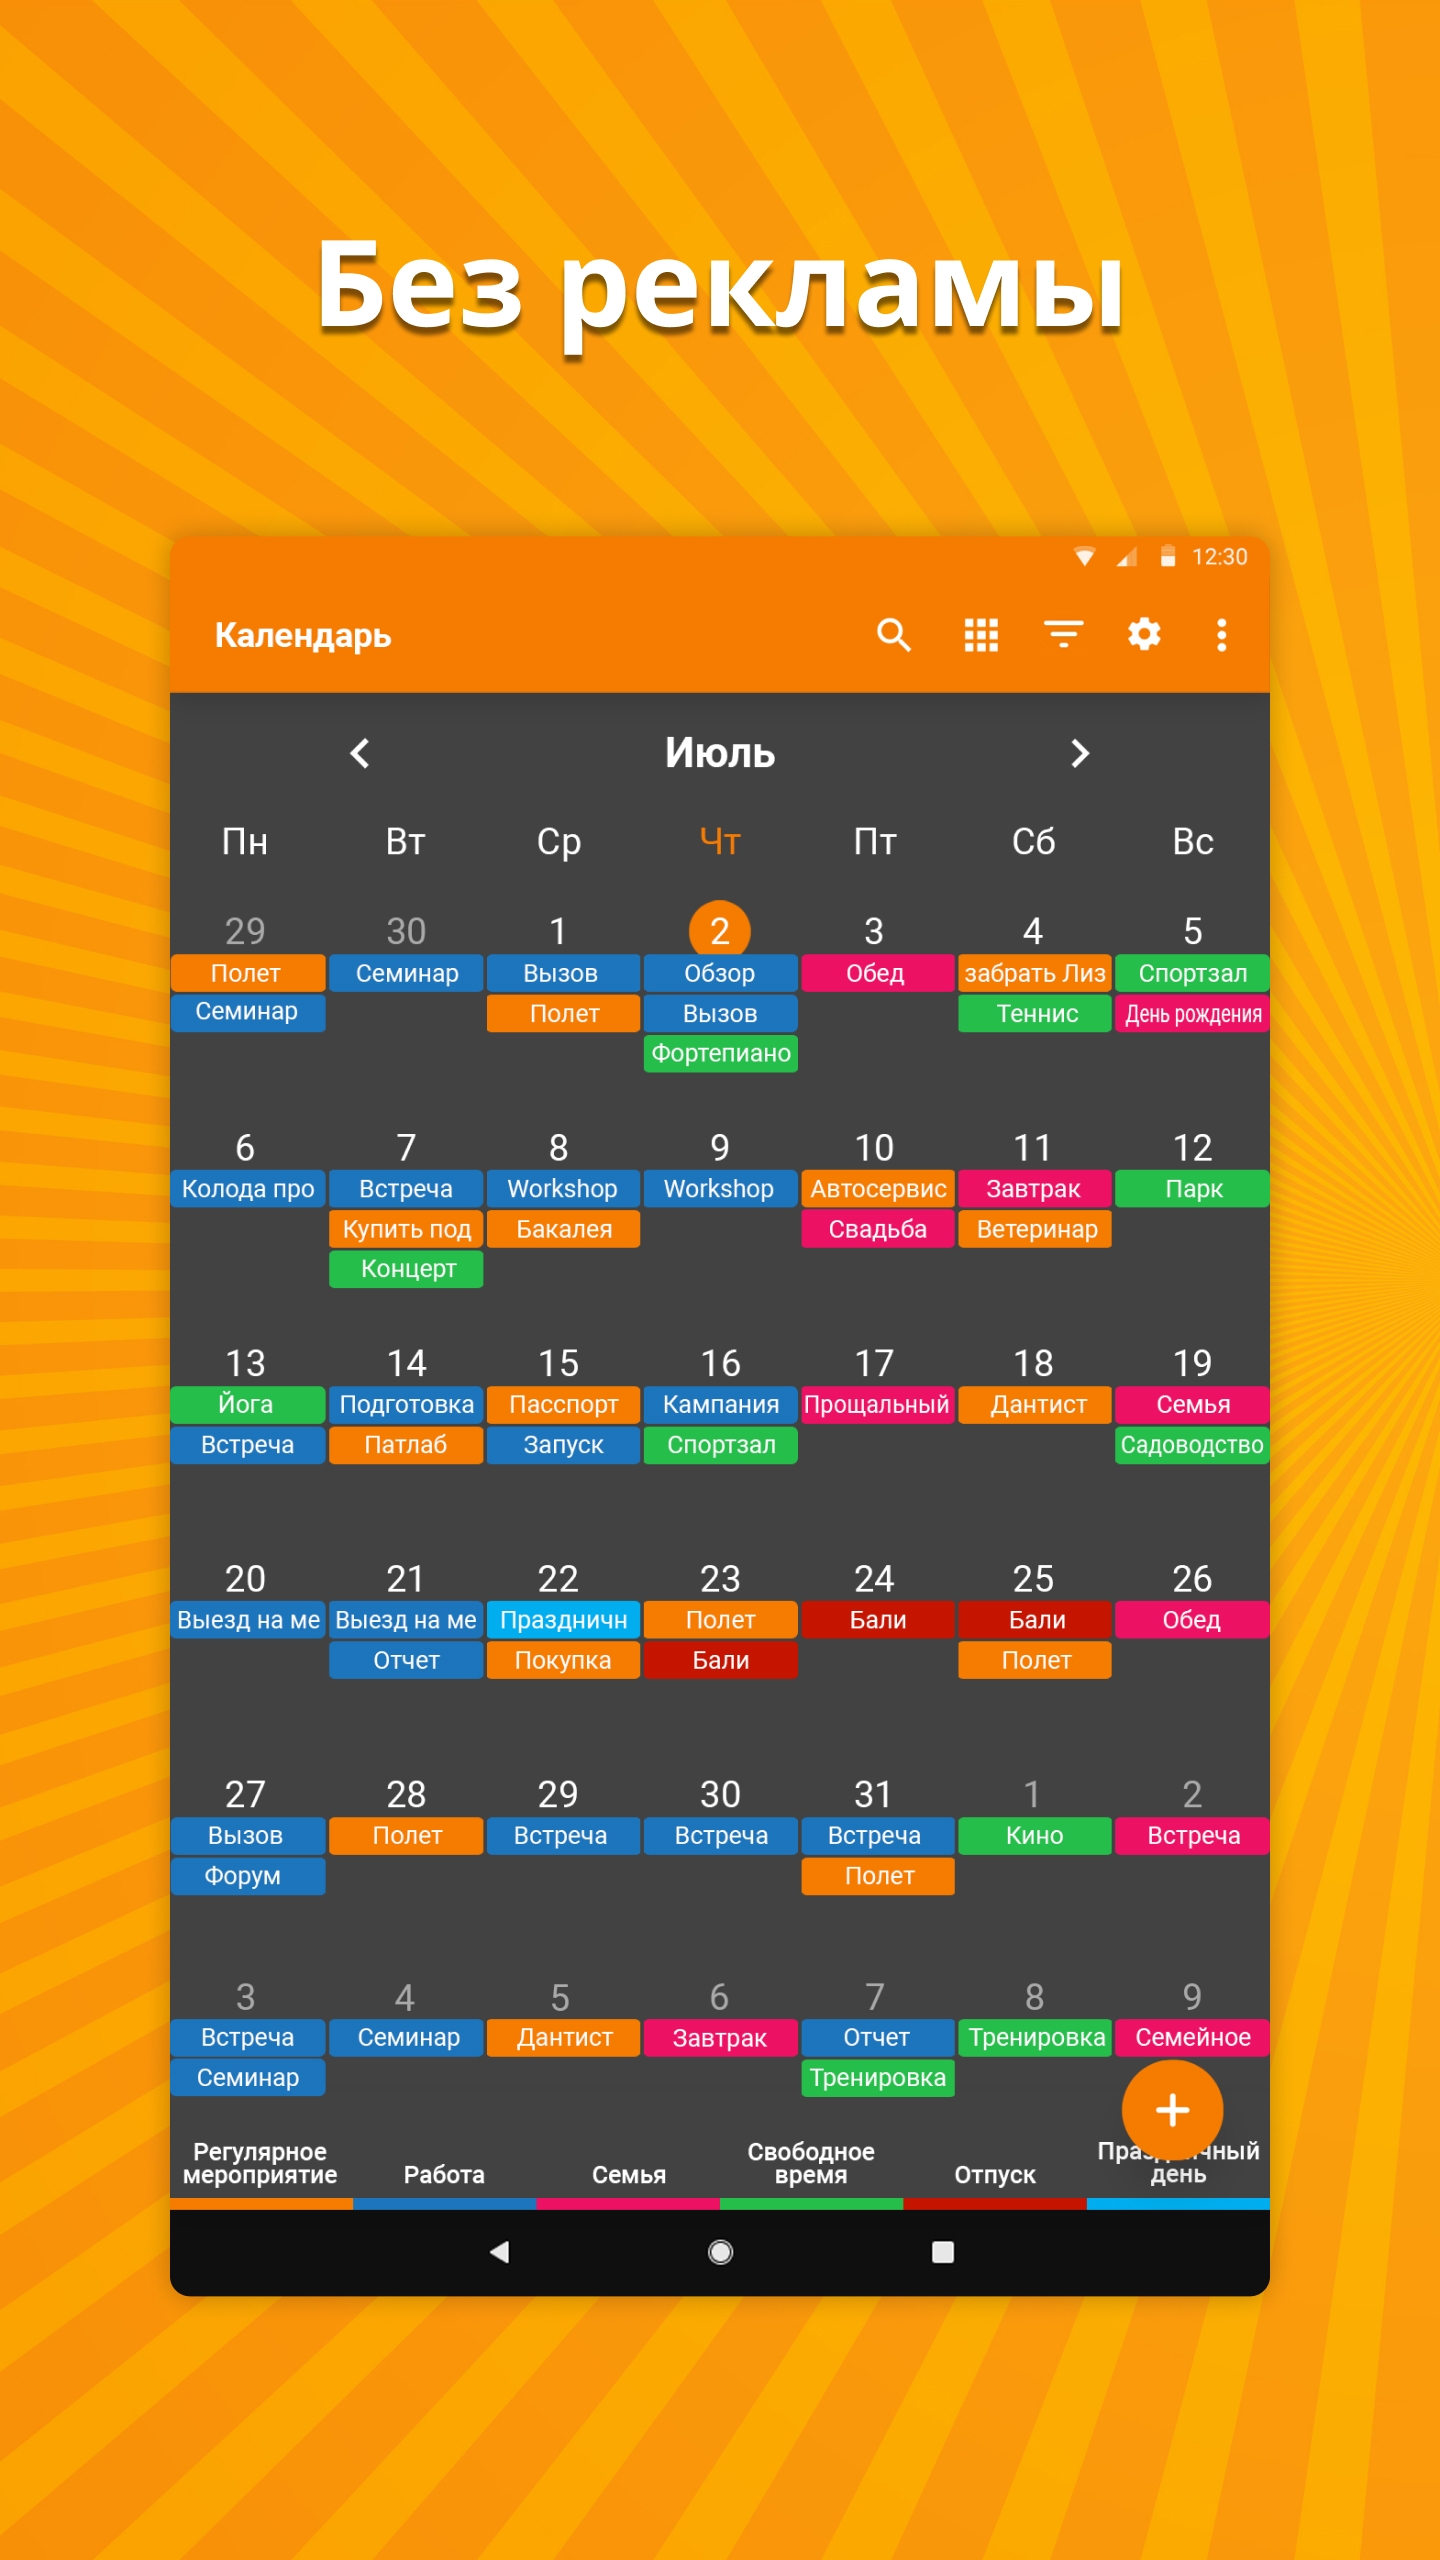 Без рекламы
12:30
Календарь
Июль
Пн Вт Ср Чт Пт Сб Вс
29 30 1 2 3 4 5
Полет Семинар Вызов Обзор Обед забрать Лиз Спортзал
Семинар Полет Вызов Теннис День рождения
Фортепиано
6 7 8 9 10 11 12
Колода про Встреча Workshop Workshop Автосервис Завтрак Парк
Купить под Бакалея Свадьба Ветеринар
Концерт
13 14 15 16 17 18 19
Йога Подготовка Пасспорт Кампания Прощальный Дантист Семья
Встреча Патлаб Запуск Спортзал Садоводство
20 21 22 23 24 25 26
Выезд на ме Выезд на ме Праздничн Полет Бали Бали Обед
Отчет Покупка Бали Полет
27 28 29 30 31 1 2
Вызов Полет Встреча Встреча Встреча Кино Встреча
Форум Полет
3 4 5 6 7 8 9
Встреча Семинар Дантист Завтрак Отчет Тренировка Семейное
Семинар Тренировка
Регулярное Свободное
мероприятие Работа Семья время Отпуск день